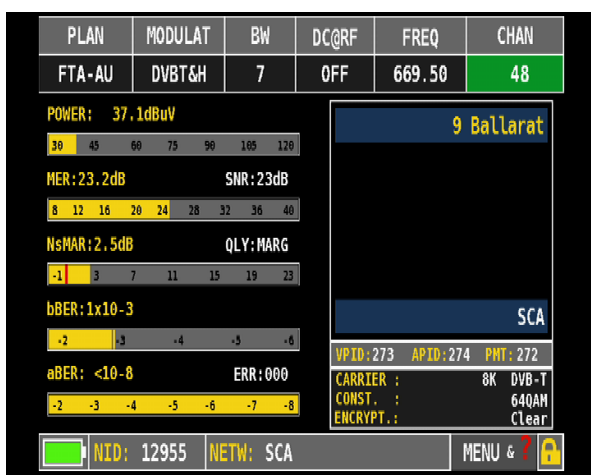 PLAN MODULAT BW DC@RF FREQ CHAN
FTA-AU DVBT&H 7 OFF 669.50 48
POWER: 37.1dBuV
30 45 60 75 90 105 120
MER:23.2dB SNR:23dB
8 12 16 20 24 28 32 36 40
NsMAR:2.5dB QLY:MARG
-1 3 7 11 15 19 23
bBER:1x10-3
-2 -3 -4 -5 -6
aBER: <10-8 ERR:000
-2 -3 -4 -5 -6 -7 -8
9 Ballarat
SCA
VPID:273 APID:274 PMT:272
CARRIER : 8K DVB-T
CONST. : 64QAM
ENCRYPT.: Clear
NID: 12955 NETW: SCA MENU & ?